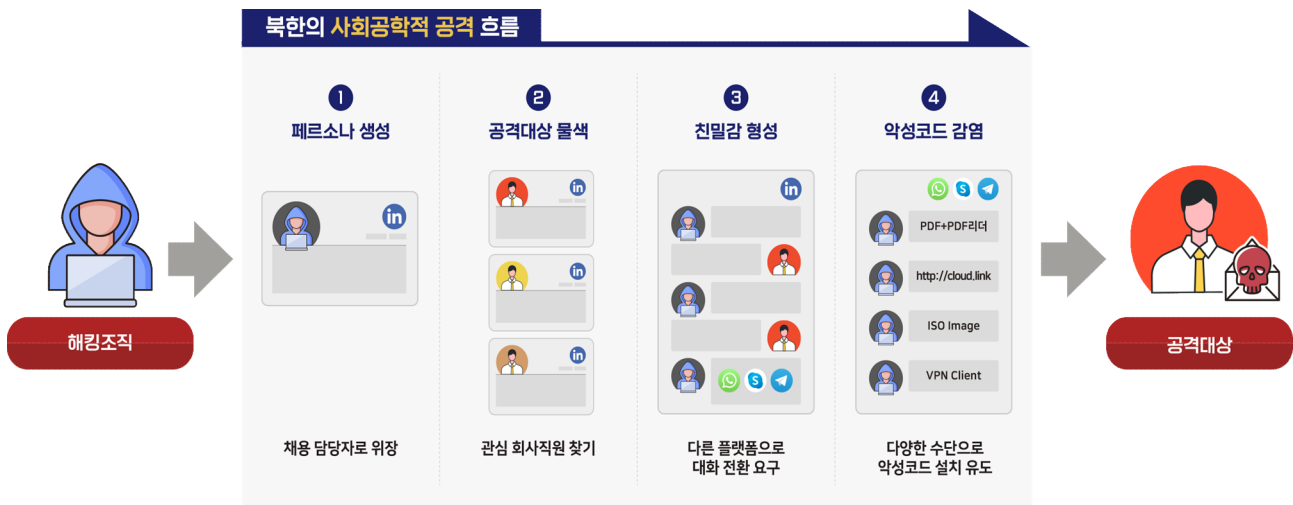 북한의 사회공학적 공격 흐름
1
페르소나 생성
in
채용 담당자로 위장
2
공격대상 물색
in
in
in
관심 회사직원 찾기
3
친밀감 형성
in
S
다른 플랫폼으로
대화 전환 요구
4
악성코드 감염
S
PDF+PDF리더
http://cloud.link
ISO Image
VPN Client
다양한 수단으로
악성코드 설치 유도
해킹조직
공격대상